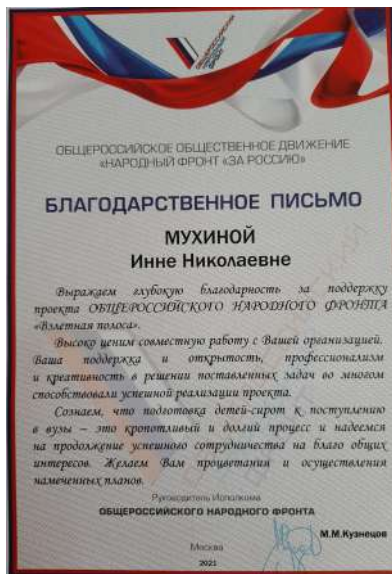 ОБЩЕРОССИЙСКОЕ ОБЩЕСТВЕННОЕ ДВИЖЕНИЕ
«НАРОДНЫЙ ФРОНТ «ЗА РОССИЮ»
БЛАГОДАРСТВЕННОЕ ПИСЬМО
МУХИНОЙ
Инне Николаевне
Выражаем глубокую благодарность за поддержку
проекта ОБЩЕРОССИЙСКОГО НАРОДНОГО ФРОНТА
«Взлетная полоса».
Высоко ценим совместную работу с Вашей организацией.
Ваша поддержка и открытость, профессионализм
и креативность в решении поставленных задач во многом
способствовали успешной реализации проекта.
Сознаем, что подготовка детей-сирот к поступлению
в вузы – это кропотливый и долгий процесс и надеемся
на продолжение успешного сотрудничества на благо общих
интересов. Желаем Вам процветания и осуществления
намеченных планов.
Руководитель Исполкома
ОБЩЕРОССИЙСКОГО НАРОДНОГО ФРОНТА
М.М.Кузнецов
Москва
2021